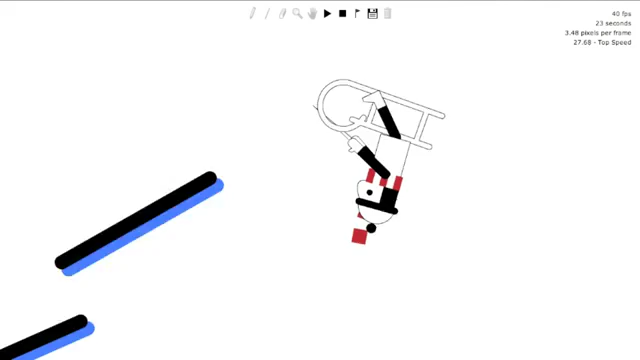 40 fps
23 seconds
3.48 pixels per frame
27.68 - Top Speed